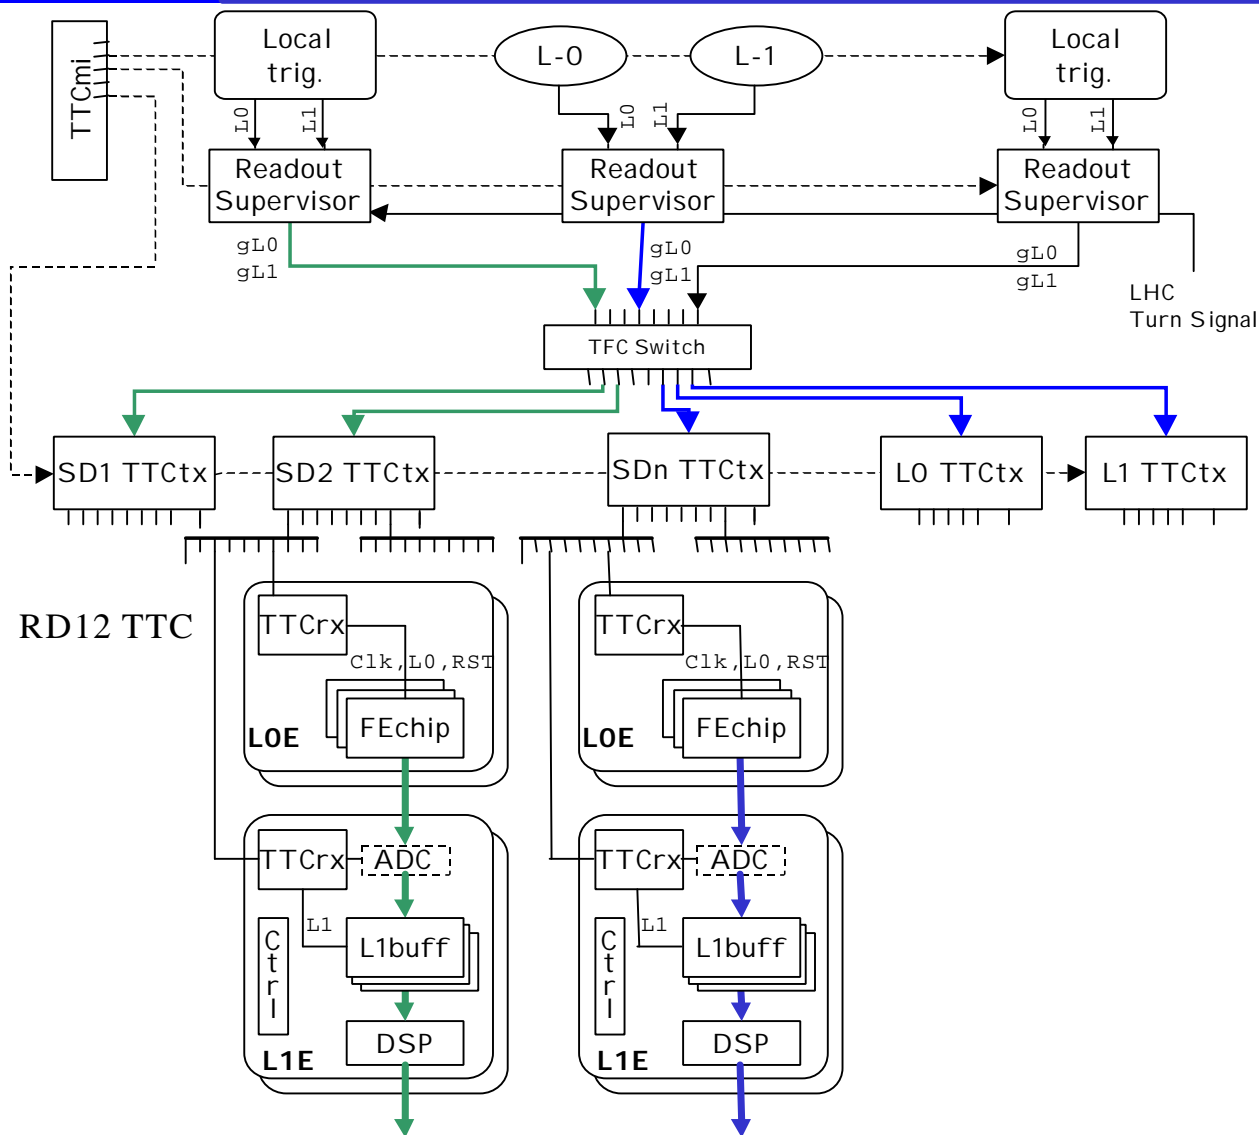 TTCmi
Local
trig.
L-0
L-1
Local
trig.
L0
L1
L0
L1
L0
L1
Readout
Supervisor
Readout
Supervisor
Readout
Supervisor
gL0
gL1
gL0
gL1
gL0
gL1
LHC
Turn Signal
TFC Switch
SD1 TTCtx
SD2 TTCtx
SDn TTCtx
L0 TTCtx
L1 TTCtx
RD12 TTC
TTCrx
Clk,L0,RST
FEchip
L0E
TTCrx
Clk,L0,RST
FEchip
L0E
TTCrx
ADC
L1
Ctrl
L1buff
DSP
L1E
TTCrx
ADC
L1
Ctrl
L1buff
DSP
L1E